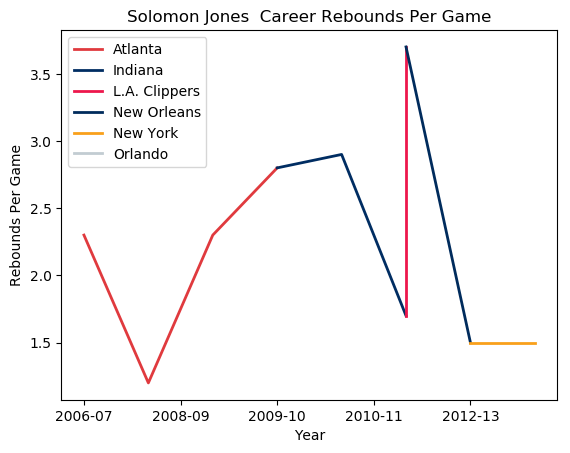 Solomon Jones  Career Rebounds Per Game
Atlanta
Indiana
L.A. Clippers
New Orleans
New York
Orlando
Rebounds Per Game
3.5
3.0
2.5
2.0
1.5
2006-07 2008-09 2009-10 2010-11 2012-13
Year